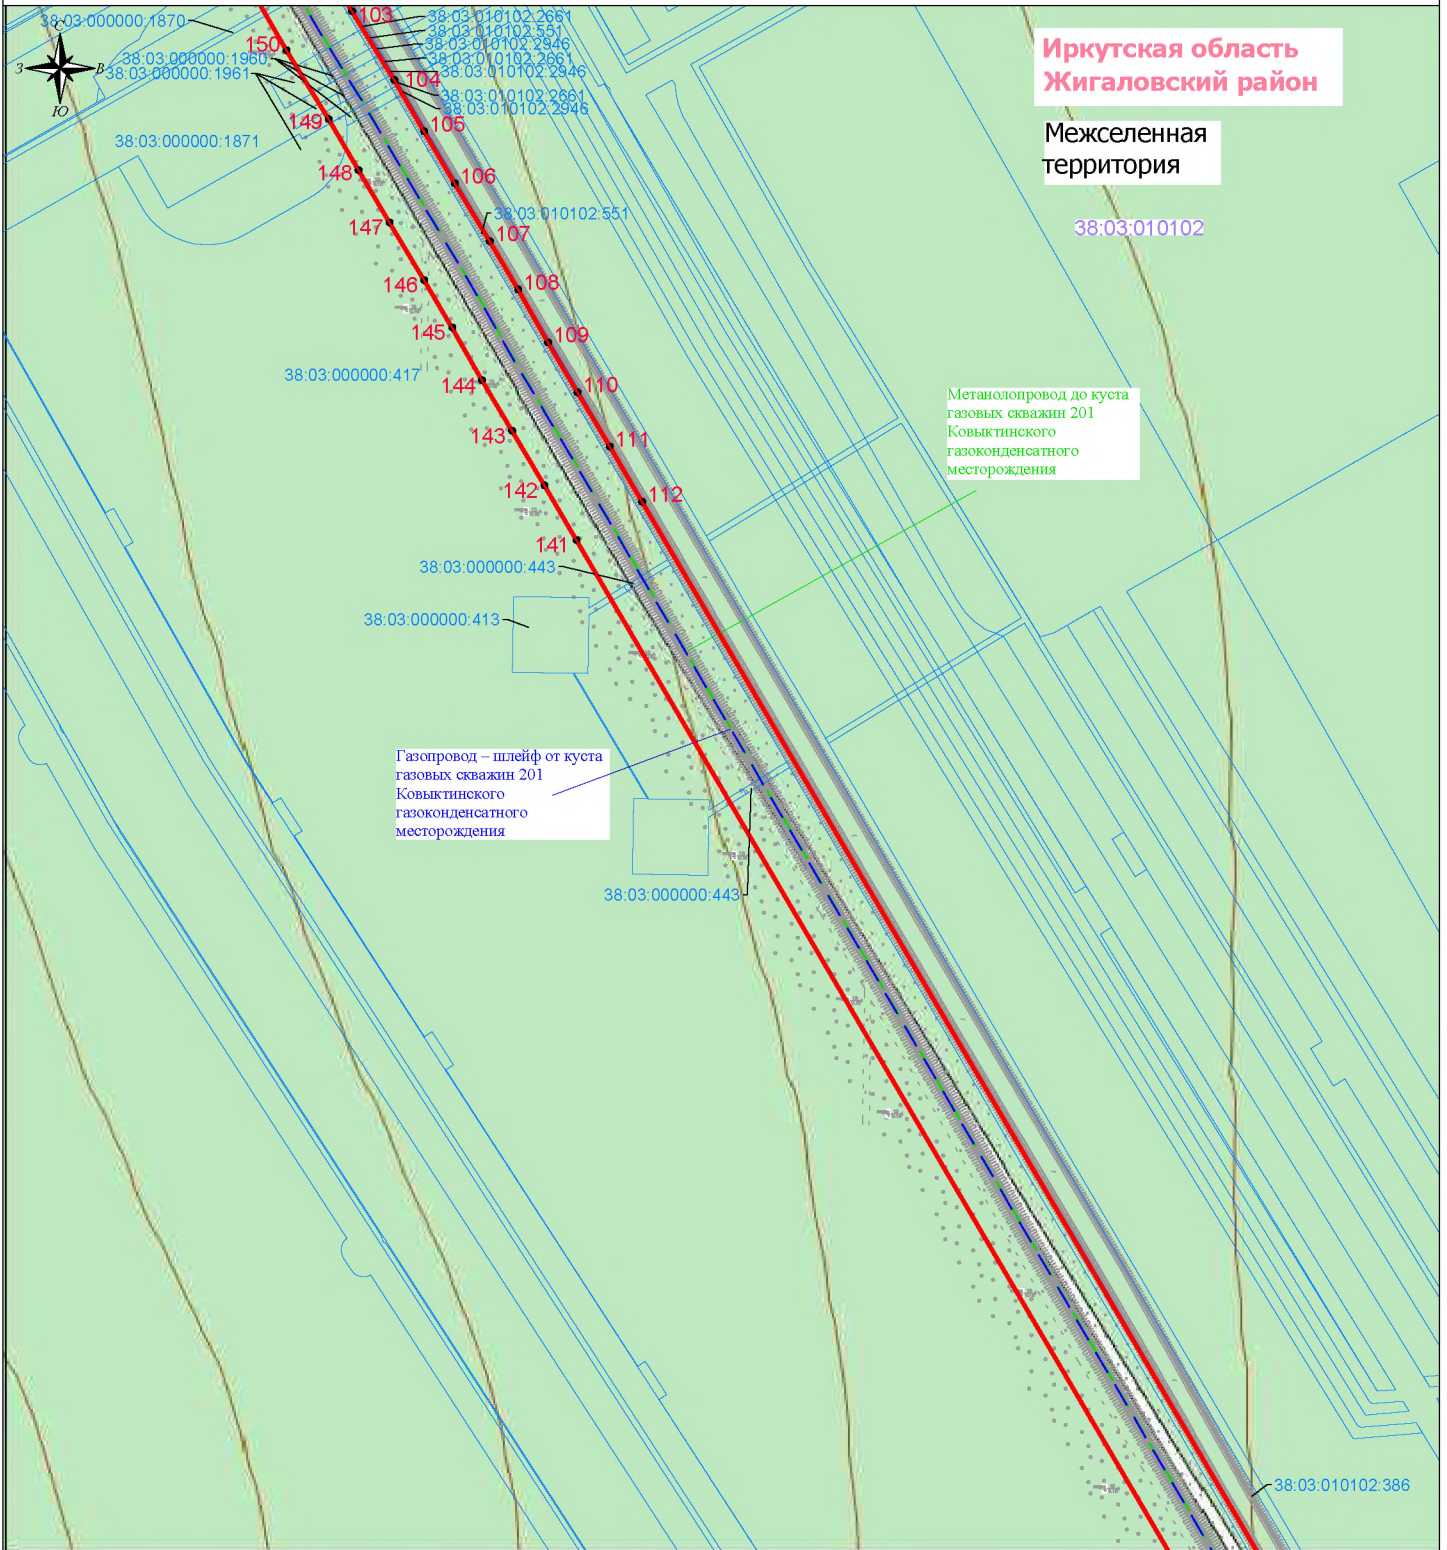 38:03:000000:1870
С
З
В
Ю
150
38:03:000000:1960
38:03:000000:1961
149
38:03:000000:1871
148
147
146
145
38:03:000000:417
144
143
142
141
103
38:03:010102:2661
38:03:010102:551
38:03:010102:2946
38:03:010102:2661
38:03:010102:2946
104
38:03:010102:2661
38:03:010102:2946
105
106
38:03:010102:551
107
108
109
110
111
112
Иркутская область
Жигаловский район
Межселенная
территория
38:03:010102
Метанолопровод до куста
газовых скважин 201
Ковыктинского
газоконденсатного
месторождения
38:03:000000:443
38:03:000000:413
Газопровод – шлейф от куста
газовых скважин 201
Ковыктинского
газоконденсатного
месторождения
38:03:000000:443
38:03:010102:386